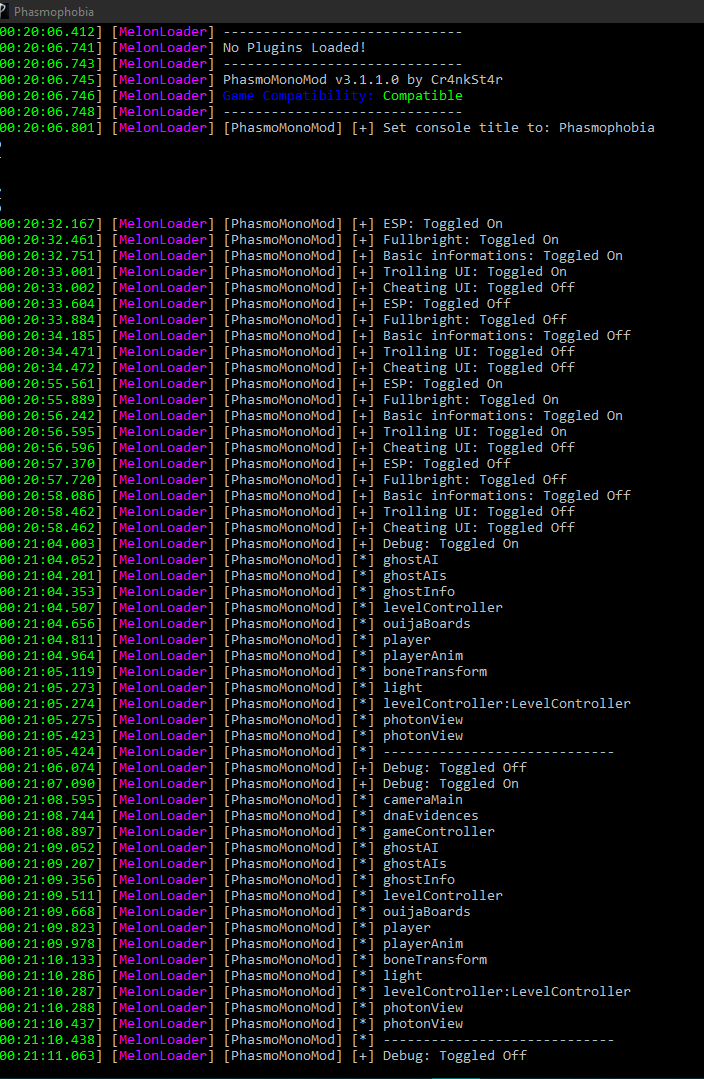 Phasmophobia
00:20:06.412] [MelonLoader] ------------------------------
00:20:06.741] [MelonLoader] No Plugins Loaded!
00:20:06.743] [MelonLoader] ------------------------------
00:20:06.745] [MelonLoader] PhasmoMonoMod v3.1.1.0 by Cr4nkSt4r
00:20:06.746] [MelonLoader] Game Compatibility: Compatible
00:20:06.748] [MelonLoader] ------------------------------
00:20:06.801] [MelonLoader] [PhasmoMonoMod] [+] Set console title to: Phasmophobia
00:20:32.167] [MelonLoader] [PhasmoMonoMod] [+] ESP: Toggled On
00:20:32.461] [MelonLoader] [PhasmoMonoMod] [+] Fullbright: Toggled On
00:20:32.751] [MelonLoader] [PhasmoMonoMod] [+] Basic informations: Toggled On
00:20:33.001] [MelonLoader] [PhasmoMonoMod] [+] Trolling UI: Toggled On
00:20:33.002] [MelonLoader] [PhasmoMonoMod] [+] Cheating UI: Toggled Off
00:20:33.604] [MelonLoader] [PhasmoMonoMod] [+] ESP: Toggled Off
00:20:33.884] [MelonLoader] [PhasmoMonoMod] [+] Fullbright: Toggled Off
00:20:34.185] [MelonLoader] [PhasmoMonoMod] [+] Basic informations: Toggled Off
00:20:34.471] [MelonLoader] [PhasmoMonoMod] [+] Trolling UI: Toggled Off
00:20:34.472] [MelonLoader] [PhasmoMonoMod] [+] Cheating UI: Toggled Off
00:20:55.561] [MelonLoader] [PhasmoMonoMod] [+] ESP: Toggled On
00:20:55.889] [MelonLoader] [PhasmoMonoMod] [+] Fullbright: Toggled On
00:20:56.242] [MelonLoader] [PhasmoMonoMod] [+] Basic informations: Toggled On
00:20:56.595] [MelonLoader] [PhasmoMonoMod] [+] Trolling UI: Toggled On
00:20:56.596] [MelonLoader] [PhasmoMonoMod] [+] Cheating UI: Toggled Off
00:20:57.370] [MelonLoader] [PhasmoMonoMod] [+] ESP: Toggled Off
00:20:57.720] [MelonLoader] [PhasmoMonoMod] [+] Fullbright: Toggled Off
00:20:58.086] [MelonLoader] [PhasmoMonoMod] [+] Basic informations: Toggled Off
00:20:58.462] [MelonLoader] [PhasmoMonoMod] [+] Trolling UI: Toggled Off
00:20:58.462] [MelonLoader] [PhasmoMonoMod] [+] Cheating UI: Toggled Off
00:21:04.003] [MelonLoader] [PhasmoMonoMod] [+] Debug: Toggled On
00:21:04.052] [MelonLoader] [PhasmoMonoMod] [*] ghostAI
00:21:04.201] [MelonLoader] [PhasmoMonoMod] [*] ghostAIs
00:21:04.353] [MelonLoader] [PhasmoMonoMod] [*] ghostInfo
00:21:04.507] [MelonLoader] [PhasmoMonoMod] [*] levelController
00:21:04.656] [MelonLoader] [PhasmoMonoMod] [*] ouijaBoards
00:21:04.811] [MelonLoader] [PhasmoMonoMod] [*] player
00:21:04.964] [MelonLoader] [PhasmoMonoMod] [*] playerAnim
00:21:05.119] [MelonLoader] [PhasmoMonoMod] [*] boneTransform
00:21:05.273] [MelonLoader] [PhasmoMonoMod] [*] light
00:21:05.274] [MelonLoader] [PhasmoMonoMod] [*] levelController:LevelController
00:21:05.275] [MelonLoader] [PhasmoMonoMod] [*] photonView
00:21:05.423] [MelonLoader] [PhasmoMonoMod] [*] photonView
00:21:05.424] [MelonLoader] [PhasmoMonoMod] [*] -----------------------------
00:21:06.074] [MelonLoader] [PhasmoMonoMod] [+] Debug: Toggled Off
00:21:07.090] [MelonLoader] [PhasmoMonoMod] [+] Debug: Toggled On
00:21:08.595] [MelonLoader] [PhasmoMonoMod] [*] cameraMain
00:21:08.744] [MelonLoader] [PhasmoMonoMod] [*] dnaEvidences
00:21:08.897] [MelonLoader] [PhasmoMonoMod] [*] gameController
00:21:09.052] [MelonLoader] [PhasmoMonoMod] [*] ghostAI
00:21:09.207] [MelonLoader] [PhasmoMonoMod] [*] ghostAIs
00:21:09.356] [MelonLoader] [PhasmoMonoMod] [*] ghostInfo
00:21:09.511] [MelonLoader] [PhasmoMonoMod] [*] levelController
00:21:09.668] [MelonLoader] [PhasmoMonoMod] [*] ouijaBoards
00:21:09.823] [MelonLoader] [PhasmoMonoMod] [*] player
00:21:09.978] [MelonLoader] [PhasmoMonoMod] [*] playerAnim
00:21:10.133] [MelonLoader] [PhasmoMonoMod] [*] boneTransform
00:21:10.286] [MelonLoader] [PhasmoMonoMod] [*] light
00:21:10.287] [MelonLoader] [PhasmoMonoMod] [*] levelController:LevelController
00:21:10.288] [MelonLoader] [PhasmoMonoMod] [*] photonView
00:21:10.437] [MelonLoader] [PhasmoMonoMod] [*] photonView
00:21:10.438] [MelonLoader] [PhasmoMonoMod] [*] -----------------------------
00:21:11.063] [MelonLoader] [PhasmoMonoMod] [+] Debug: Toggled Off